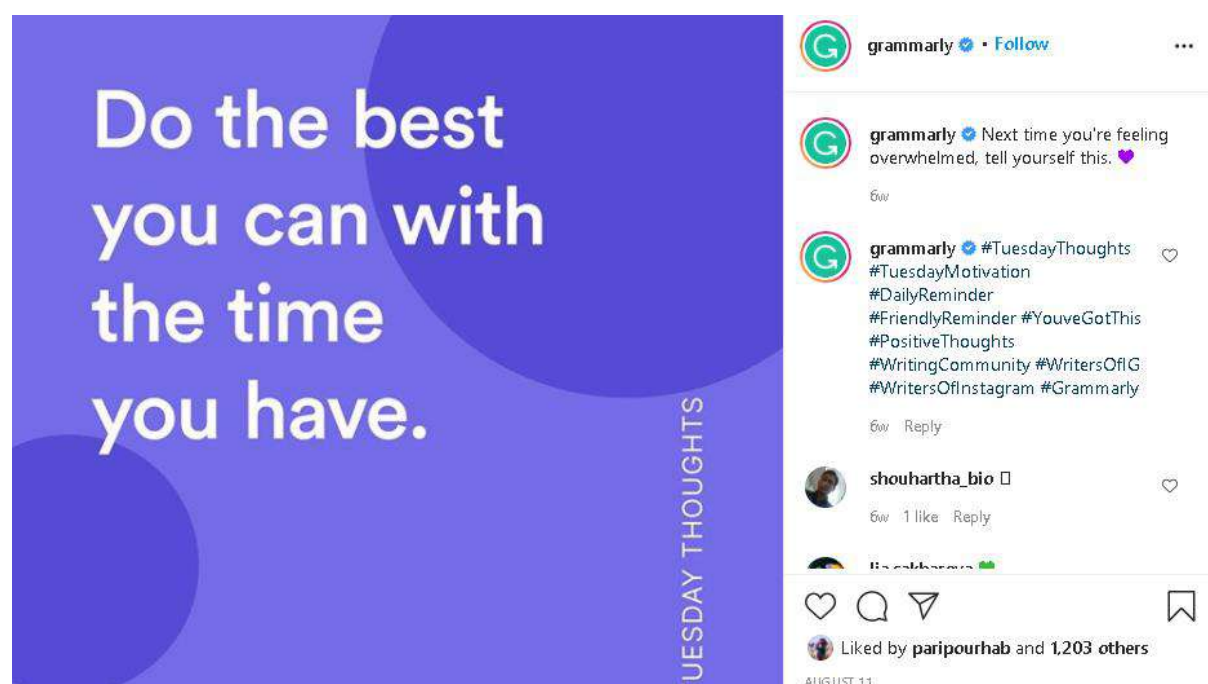 Do the best
you can with
the time
you have.
UESDAY THOUGHTS
grammarly • Follow
grammarly Next time you're feeling
overwhelmed, tell yourself this. 💜
6w
grammarly #TuesdayThoughts
#TuesdayMotivation
#DailyReminder
#FriendlyReminder #YouveGotThis
#PositiveThoughts
#WritingCommunity #WritersOfIG
#WritersOfInstagram #Grammarly
6w Reply
shouhartha_bio
6w 1 like Reply
Liked by paripourhab and 1,203 others
AUGUST 11